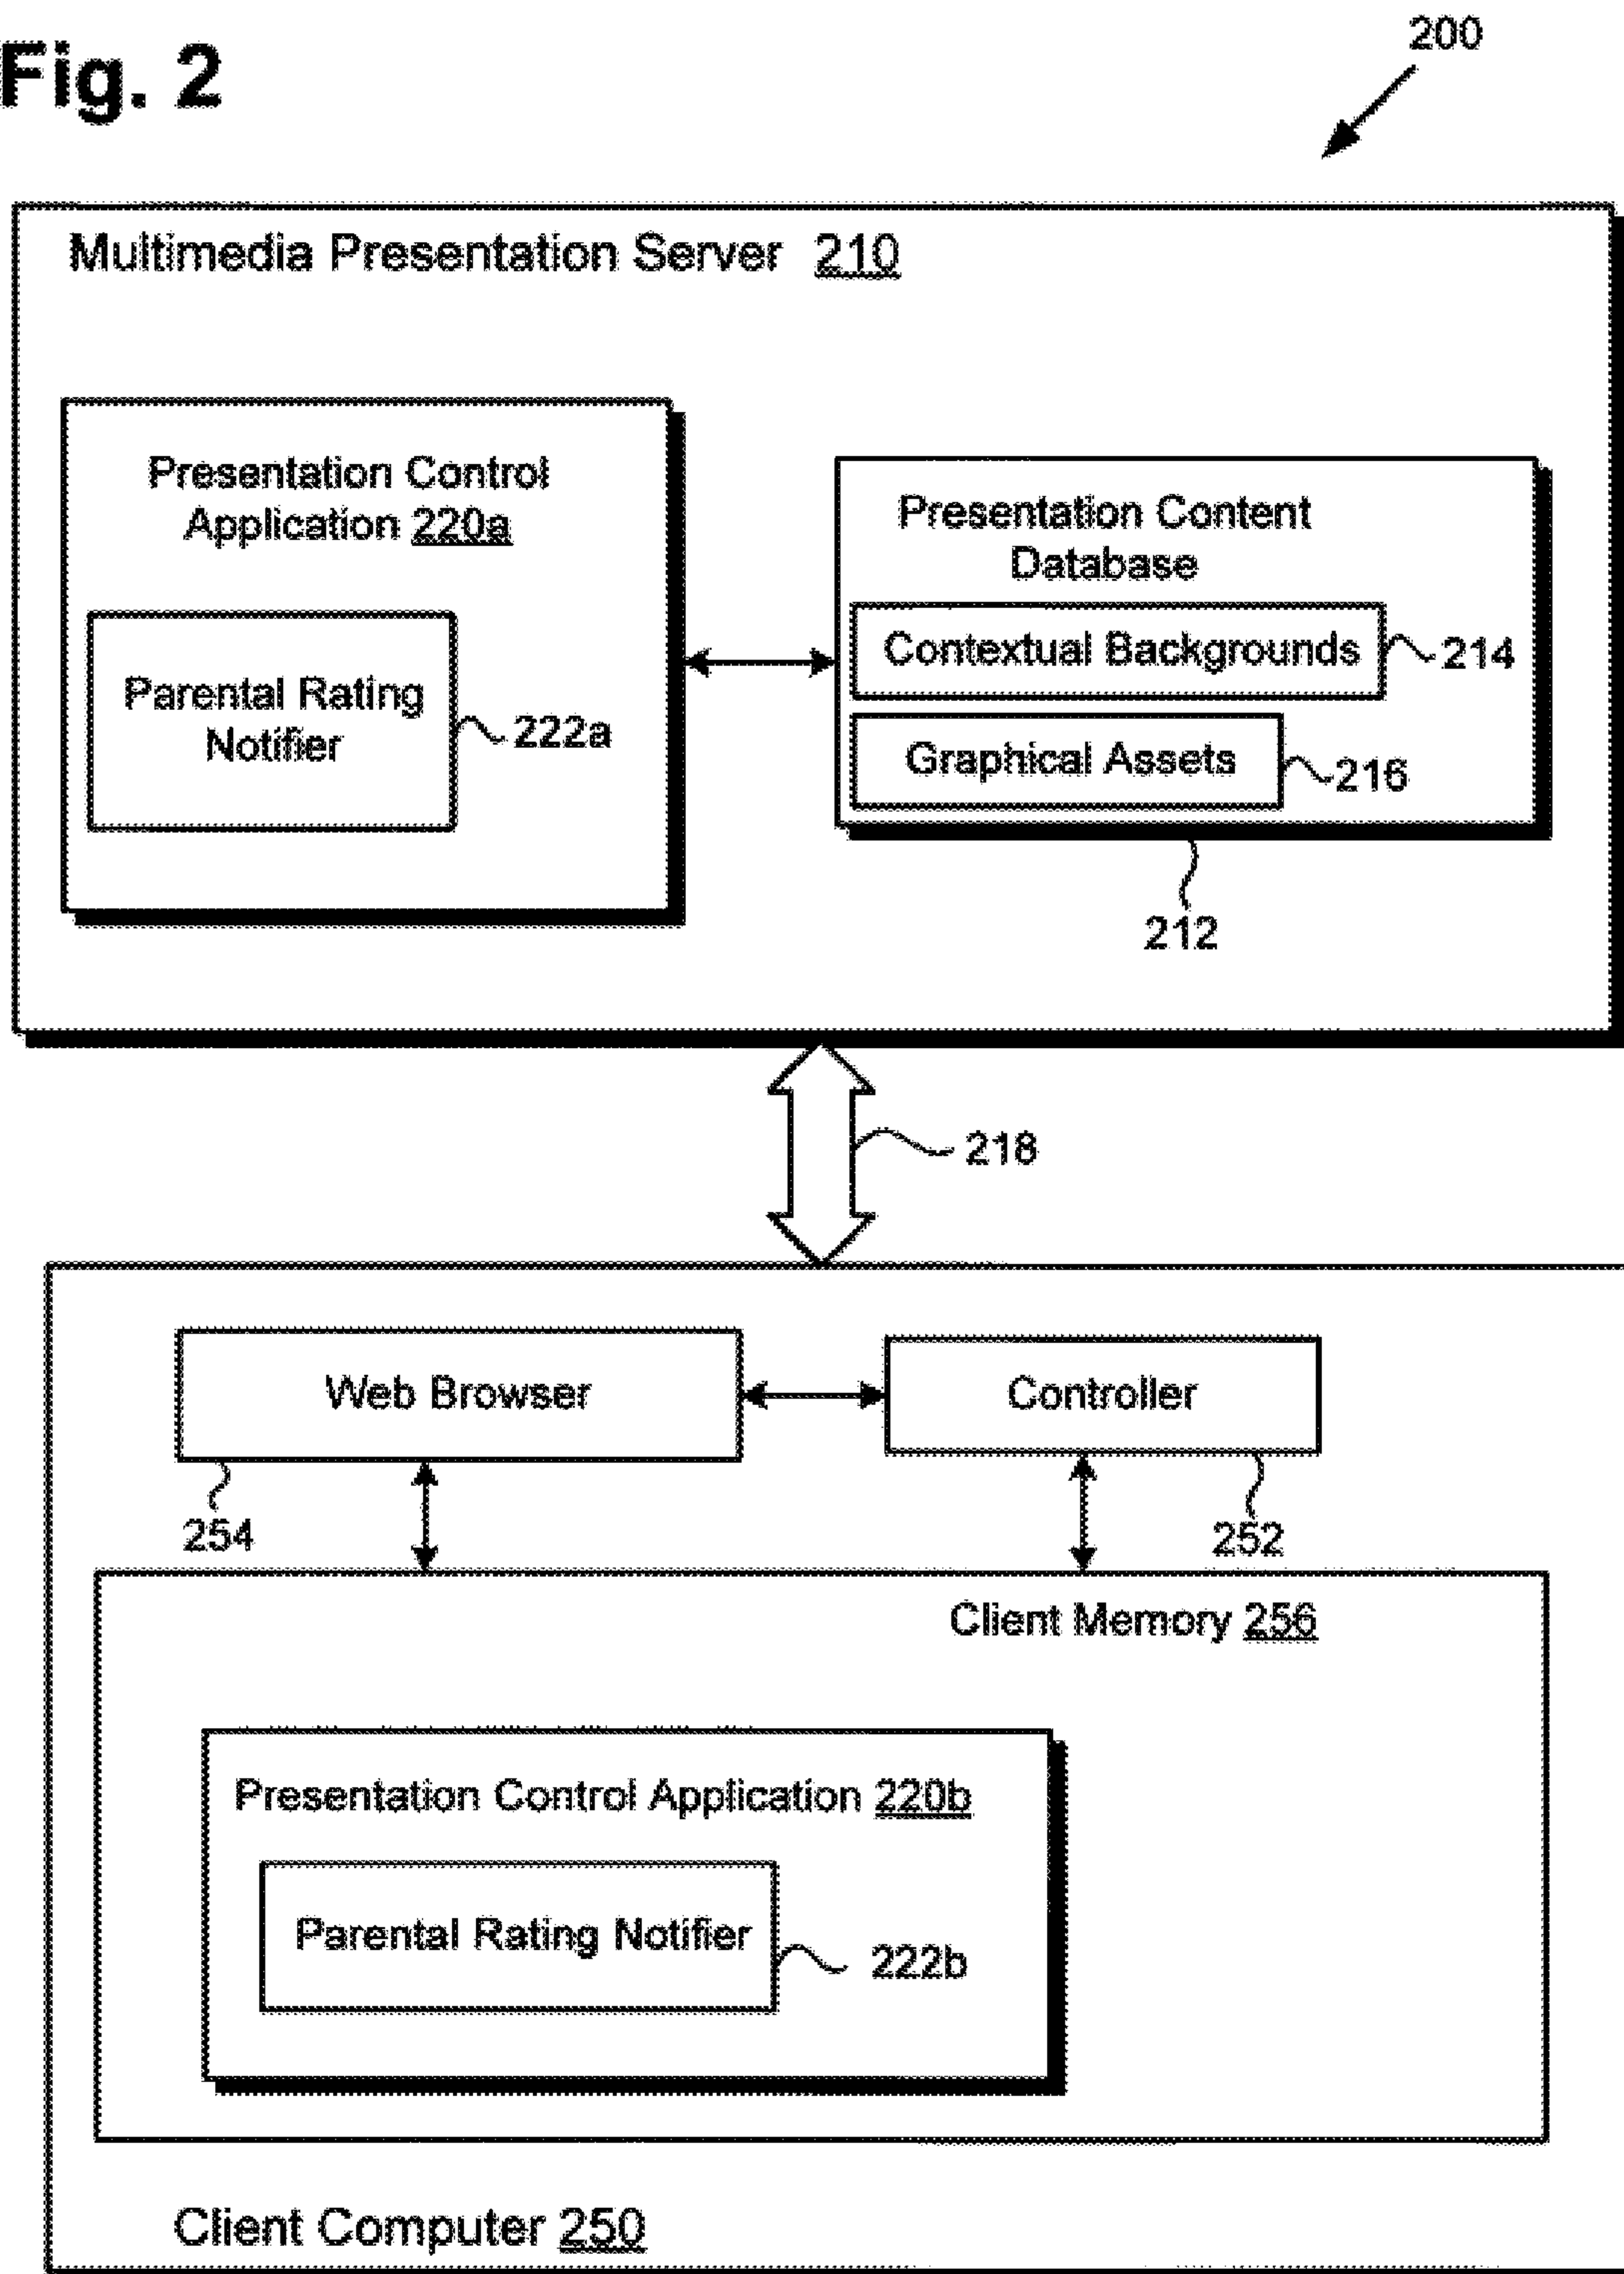 Fig. 2
200
Multimedia Presentation Server 210
Presentation Control
Application 220a
Parental Rating
Notifier
222a
Presentation Content
Database
Contextual Backgrounds
214
Graphical Assets
216
212
218
Web Browser
Controller
254
252
Client Memory 256
Presentation Control Application 220b
Parental Rating Notifier
222b
Client Computer 250